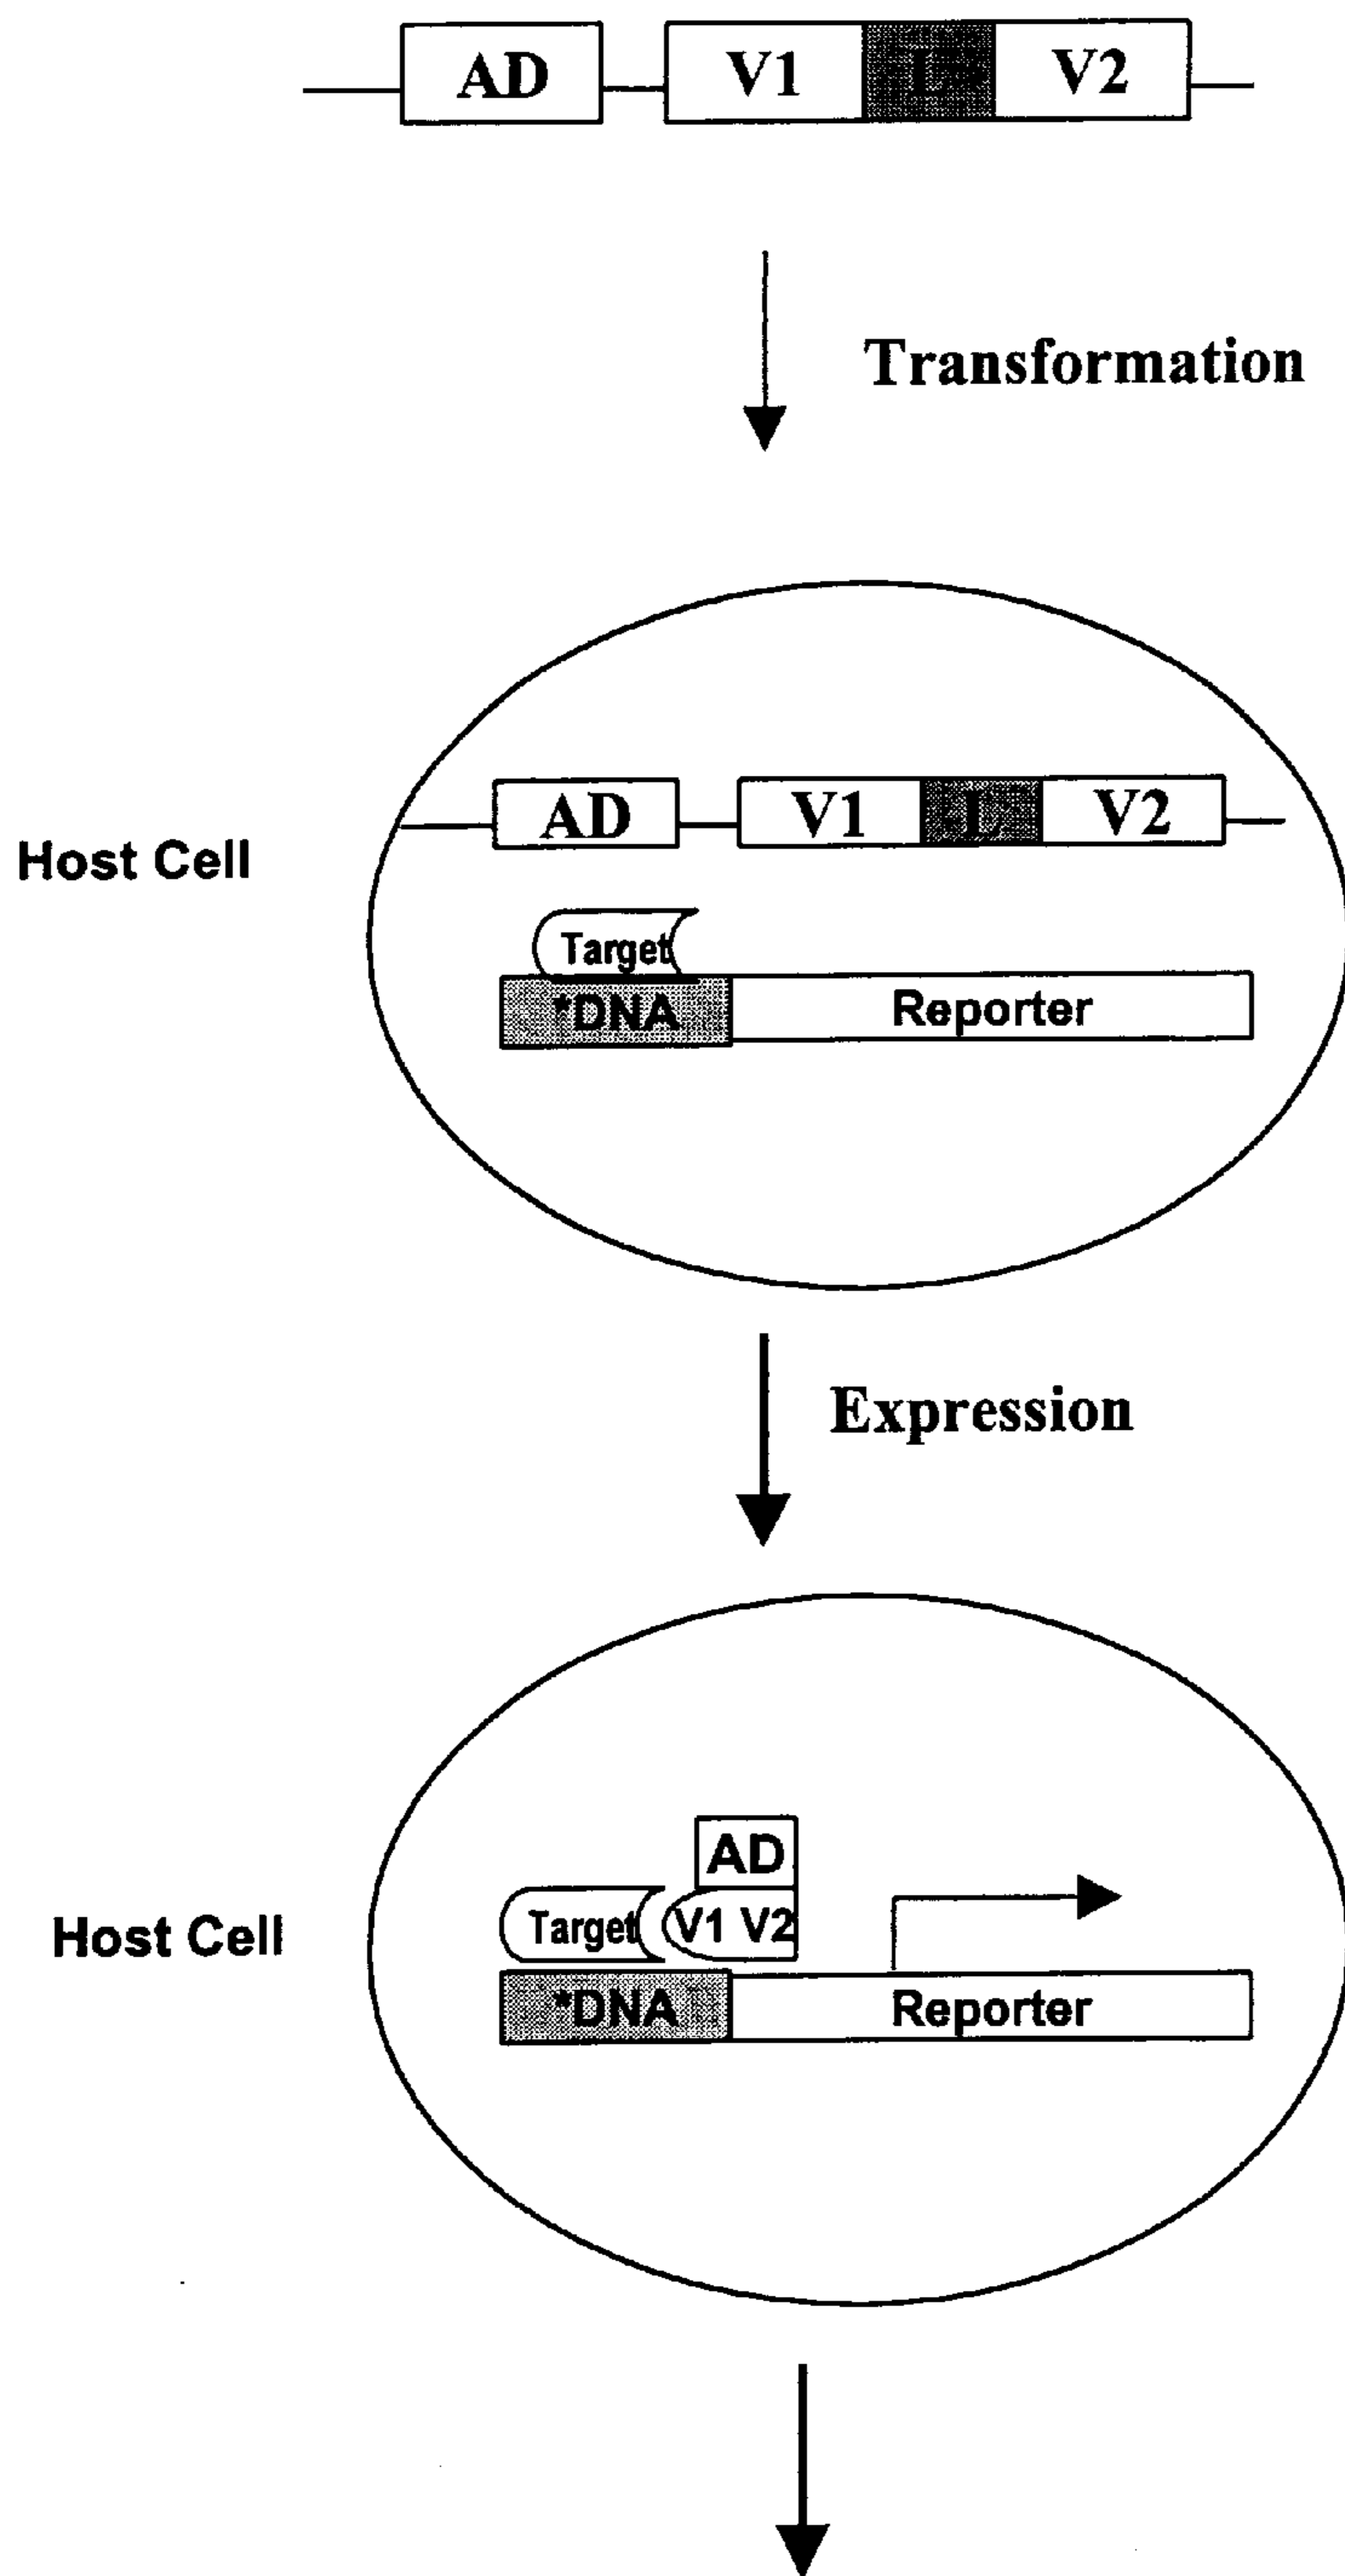 AD V1 L V2
Transformation
Host Cell
AD V1 L V2
Target
*DNA Reporter
Expression
Host Cell
AD
Target V1 V2
*DNA Reporter